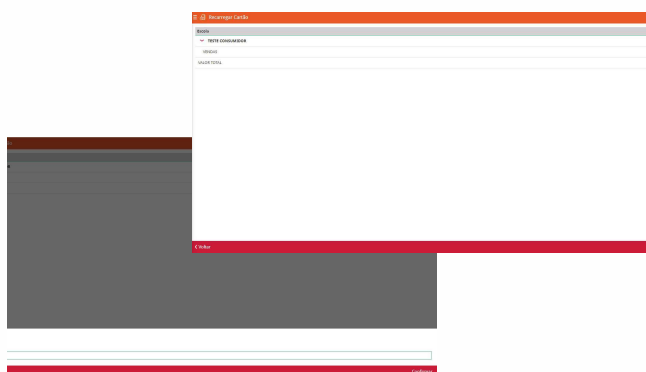 Recarregar Cartão
Escola
TESTE CONSUMIDOR
VENDAS
VALOR TOTAL
Voltar
Confirmar